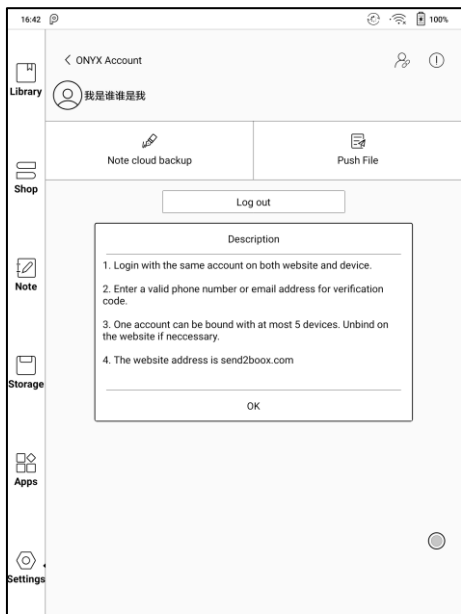 16:42
100%
ONYX Account
我是谁谁是我
Library
Note cloud backup
Push File
Shop
Log out
Description
1. Login with the same account on both website and device.
2. Enter a valid phone number or email address for verification
code.
3. One account can be bound with at most 5 devices. Unbind on
the website if neccessary.
4. The website address is send2boox.com
OK
Note
Storage
Apps
Settings